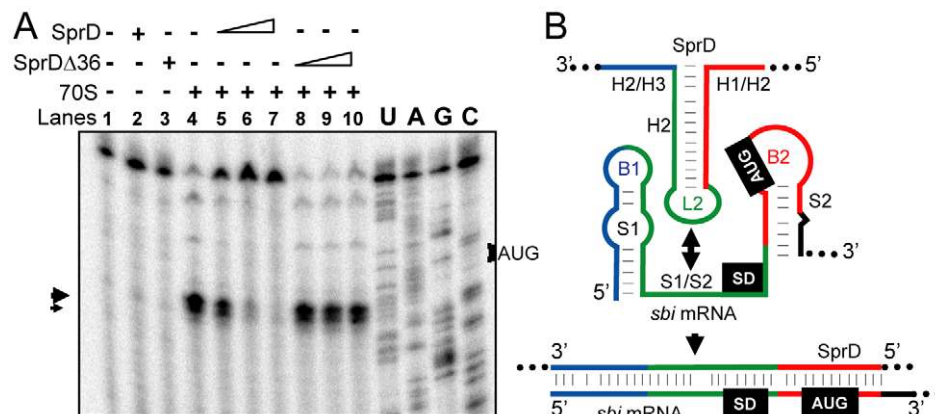 A
SprD - + - -
SprDΔ36 - - + - - - -
70S - - - + + + + + + +
Lanes 1 2 3 4 5 6 7 8 9 10 U A G C
AUG
B
SprD
3' 5'
H2/H3 H1/H2
H2
B1 AUG B2
L2
S1 S2
3'
S1/S2 SD
5'
sbi mRNA
3' SprD 5'
5' sbi mRNA SD AUG 3'